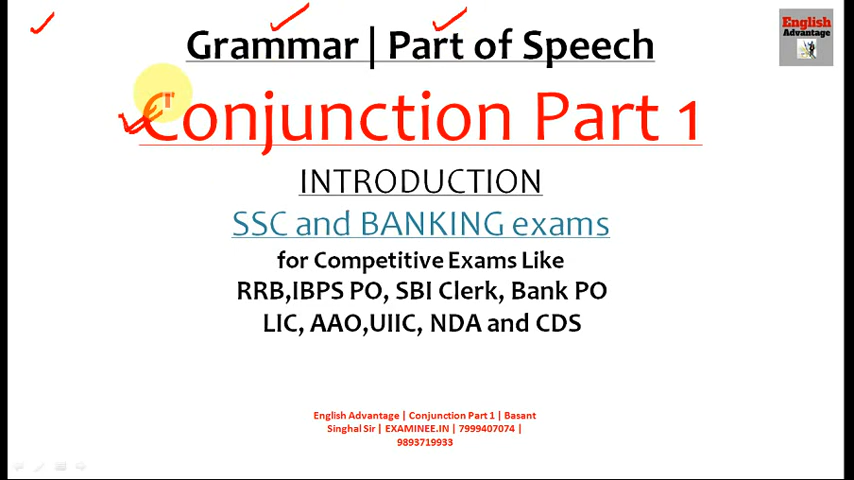 Grammar | Part of Speech
English
Advantage
Conjunction Part 1
INTRODUCTION
SSC and BANKING exams
for Competitive Exams Like
RRB,IBPS PO, SBI Clerk, Bank PO
LIC, AAO,UIIC, NDA and CDS
English Advantage | Conjunction Part 1 | Basant
Singhal Sir | EXAMINEE.IN | 7999407074 |
9893719933